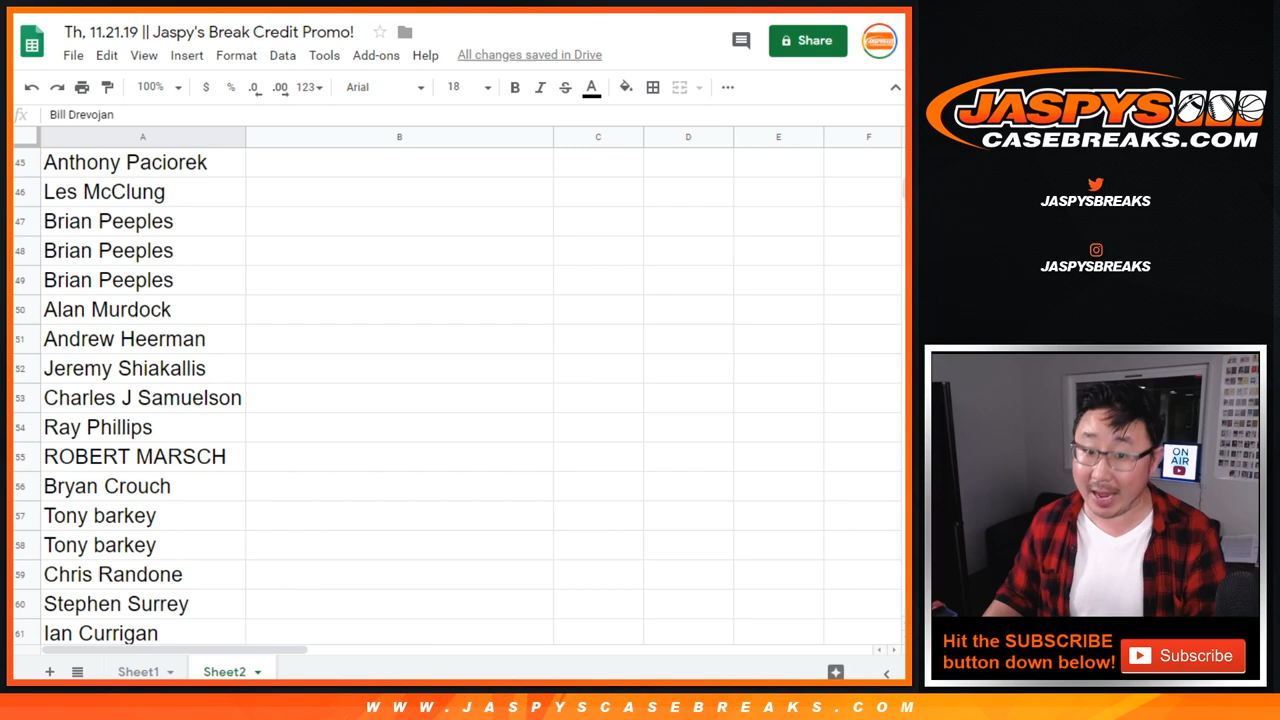 Th, 11.21.19 || Jaspy's Break Credit Promo!
File Edit View Insert Format Data Tools Add-ons Help All changes saved in Drive
Share
100% $ % .0 .00 123 Arial 18 B I S A
fx Bill Drevojan
A B C D E F
45 Anthony Paciorek
46 Les McClung
47 Brian Peeples
48 Brian Peeples
49 Brian Peeples
50 Alan Murdock
51 Andrew Heerman
52 Jeremy Shiakallis
53 Charles J Samuelson
54 Ray Phillips
55 ROBERT MARSCH
56 Bryan Crouch
57 Tony barkey
58 Tony barkey
59 Chris Randone
60 Stephen Surrey
61 Ian Currigan
Sheet1 Sheet2
JASPYS
CASEBREAKS.COM
JASPYSBREAKS
JASPYSBREAKS
ON
AIR
Hit the SUBSCRIBE
button down below!
Subscribe
WWW.JASPYSCASEBREAKS.COM